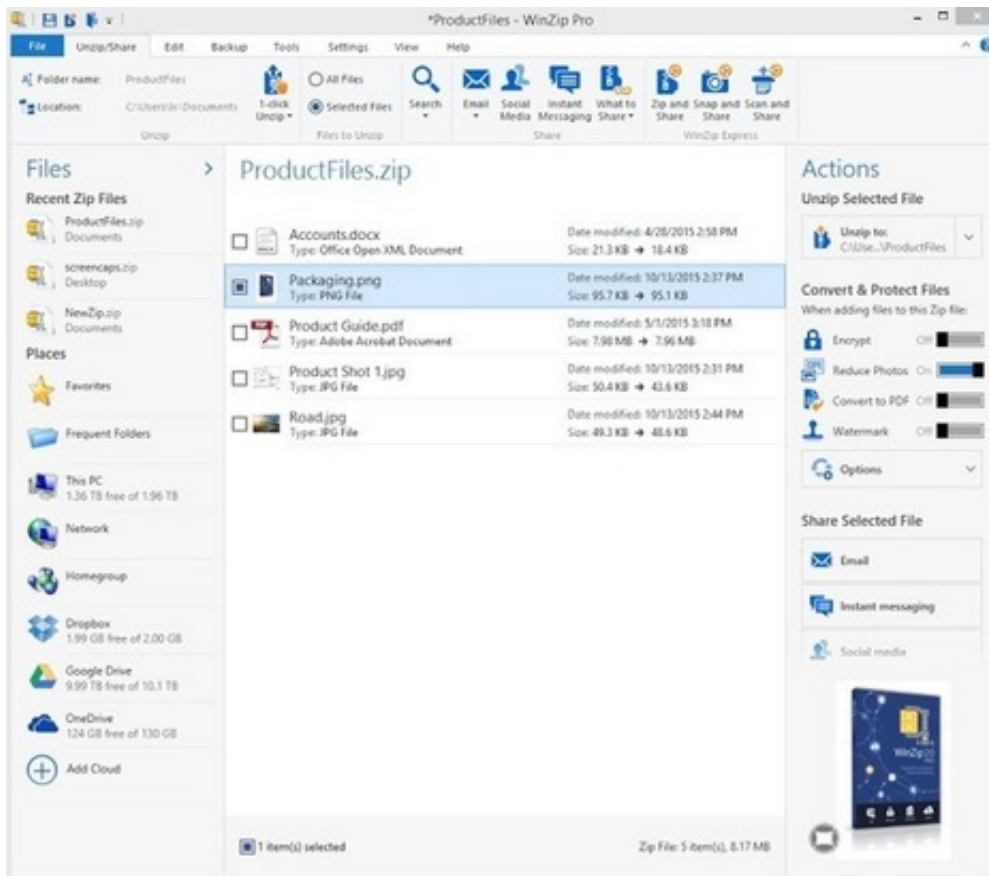 *ProductFiles - WinZip Pro
File Unzip/Share Edit Backup Tools Settings View Help
Folder name: ProductFiles
Location: C:\Users\lic\Documents
1-click Unzip
All Files
Selected Files
Search
Email
Social Media
Instant Messaging
What to Share
Zip and Share
Snap and Share
Scan and Share
Unzip
Files to Unzip
Share
WinZip Express
Files
Recent Zip Files
ProductFiles.zip
Documents
screencaps.zip
Desktop
NewZip.zip
Documents
Places
Favorites
Frequent Folders
This PC
1.36 TB free of 1.96 TB
Network
Homegroup
Dropbox
1.99 GB free of 2.00 GB
Google Drive
9.99 TB free of 10.1 TB
OneDrive
124 GB free of 130 GB
Add Cloud
ProductFiles.zip
Accounts.docx Date modified: 4/28/2015 2:58 PM
Type: Office Open XML Document Size: 21.3 KB → 18.4 KB
Packaging.png Date modified: 10/13/2015 2:37 PM
Type: PNG File Size: 95.7 KB → 95.1 KB
Product Guide.pdf Date modified: 5/1/2015 3:18 PM
Type: Adobe Acrobat Document Size: 7.98 MB → 7.96 MB
Product Shot 1.jpg Date modified: 10/13/2015 2:31 PM
Type: JPG File Size: 50.4 KB → 43.6 KB
Road.jpg Date modified: 10/13/2015 2:44 PM
Type: JPG File Size: 49.3 KB → 48.6 KB
1 item(s) selected Zip File: 5 item(s), 8.17 MB
Actions
Unzip Selected File
Unzip to:
C:\Use...\ProductFiles
Convert & Protect Files
When adding files to this Zip file:
Encrypt Off
Reduce Photos On
Convert to PDF Off
Watermark Off
Options
Share Selected File
Email
Instant messaging
Social media
WinZip 20
PRO